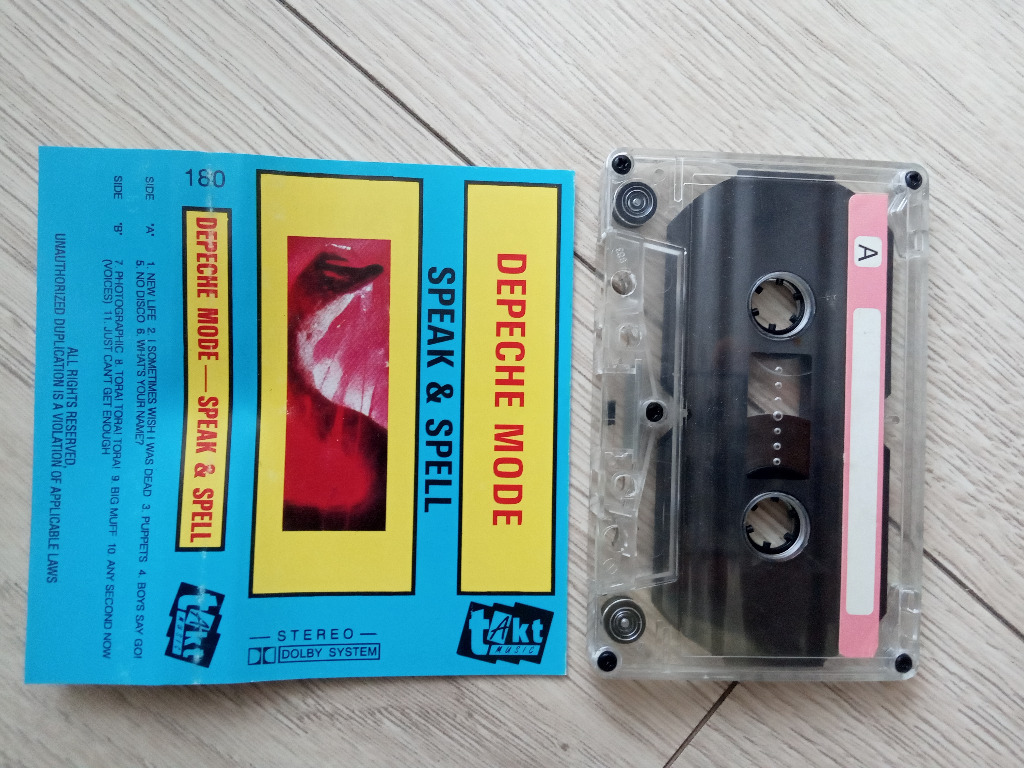 DEPECHE MODE
SPEAK & SPELL
— STEREO —
DOLBY SYSTEM
tAkt
MUSIC
180
DEPECHE MODE — SPEAK & SPELL
tAkt
SIDE "A" 1. NEW LIFE 2. I SOMETIMES WISH I WAS DEAD 3. PUPPETS 4. BOYS SAY GO!
5. NO DISCO 6. WHAT'S YOUR NAME?
SIDE "B" 7. PHOTOGRAPHIC 8. TORA! TORA! TORA! 9. BIG MUFF 10. ANY SECOND NOW
(VOICES) 11. JUST CAN'T GET ENOUGH
ALL RIGHTS RESERVED,
UNAUTHORIZED DUPLICATION IS A VIOLATION OF APPLICABLE LAWS
A